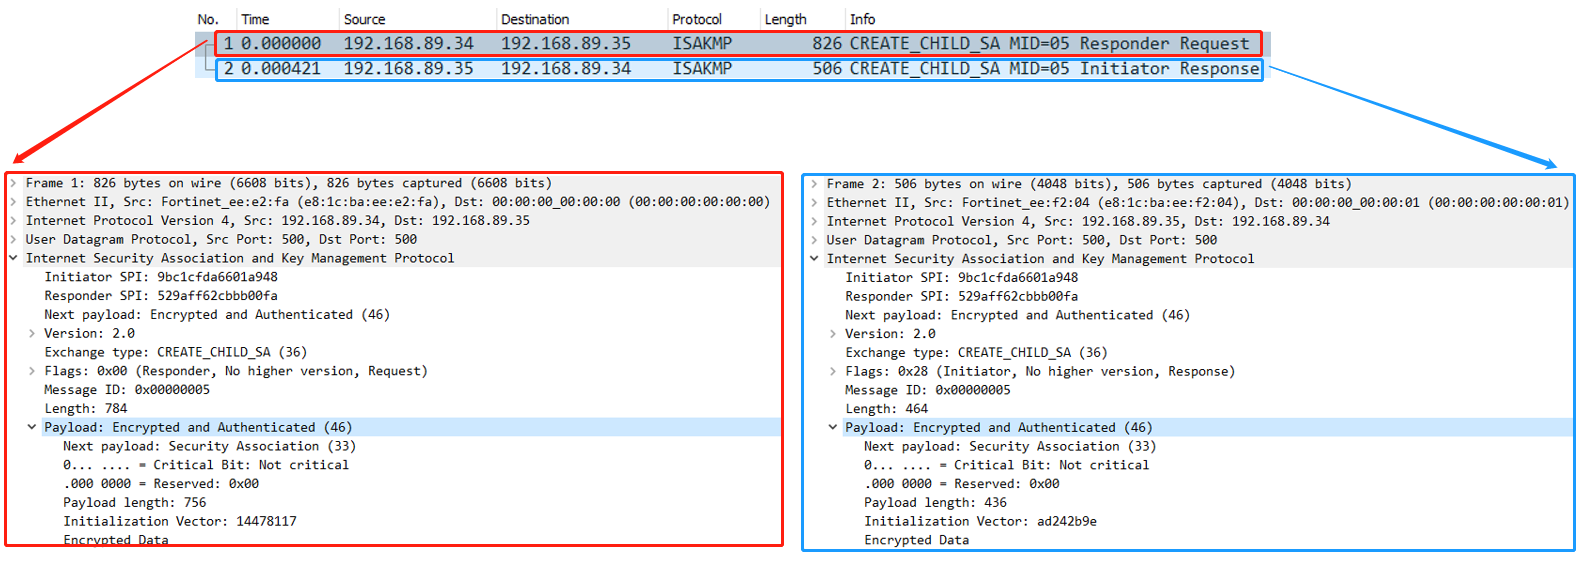 No. Time Source Destination Protocol Length Info
1 0.000000 192.168.89.34 192.168.89.35 ISAKMP 826 CREATE_CHILD_SA MID=05 Responder Request
2 0.000421 192.168.89.35 192.168.89.34 ISAKMP 506 CREATE_CHILD_SA MID=05 Initiator Response
Frame 1: 826 bytes on wire (6608 bits), 826 bytes captured (6608 bits)
Ethernet II, Src: Fortinet_ee:e2:fa (e8:1c:ba:ee:e2:fa), Dst: 00:00:00_00:00:00 (00:00:00:00:00:00)
Internet Protocol Version 4, Src: 192.168.89.34, Dst: 192.168.89.35
User Datagram Protocol, Src Port: 500, Dst Port: 500
Internet Security Association and Key Management Protocol
Initiator SPI: 9bc1cfda6601a948
Responder SPI: 529aff62cbbb00fa
Next payload: Encrypted and Authenticated (46)
Version: 2.0
Exchange type: CREATE_CHILD_SA (36)
Flags: 0x00 (Responder, No higher version, Request)
Message ID: 0x00000005
Length: 784
Payload: Encrypted and Authenticated (46)
Next payload: Security Association (33)
0... .... = Critical Bit: Not critical
.000 0000 = Reserved: 0x00
Payload length: 756
Initialization Vector: 14478117
Encrypted Data
Frame 2: 506 bytes on wire (4048 bits), 506 bytes captured (4048 bits)
Ethernet II, Src: Fortinet_ee:f2:04 (e8:1c:ba:ee:f2:04), Dst: 00:00:00_00:00:01 (00:00:00:00:00:01)
Internet Protocol Version 4, Src: 192.168.89.35, Dst: 192.168.89.34
User Datagram Protocol, Src Port: 500, Dst Port: 500
Internet Security Association and Key Management Protocol
Initiator SPI: 9bc1cfda6601a948
Responder SPI: 529aff62cbbb00fa
Next payload: Encrypted and Authenticated (46)
Version: 2.0
Exchange type: CREATE_CHILD_SA (36)
Flags: 0x28 (Initiator, No higher version, Response)
Message ID: 0x00000005
Length: 464
Payload: Encrypted and Authenticated (46)
Next payload: Security Association (33)
0... .... = Critical Bit: Not critical
.000 0000 = Reserved: 0x00
Payload length: 436
Initialization Vector: ad242b9e
Encrypted Data